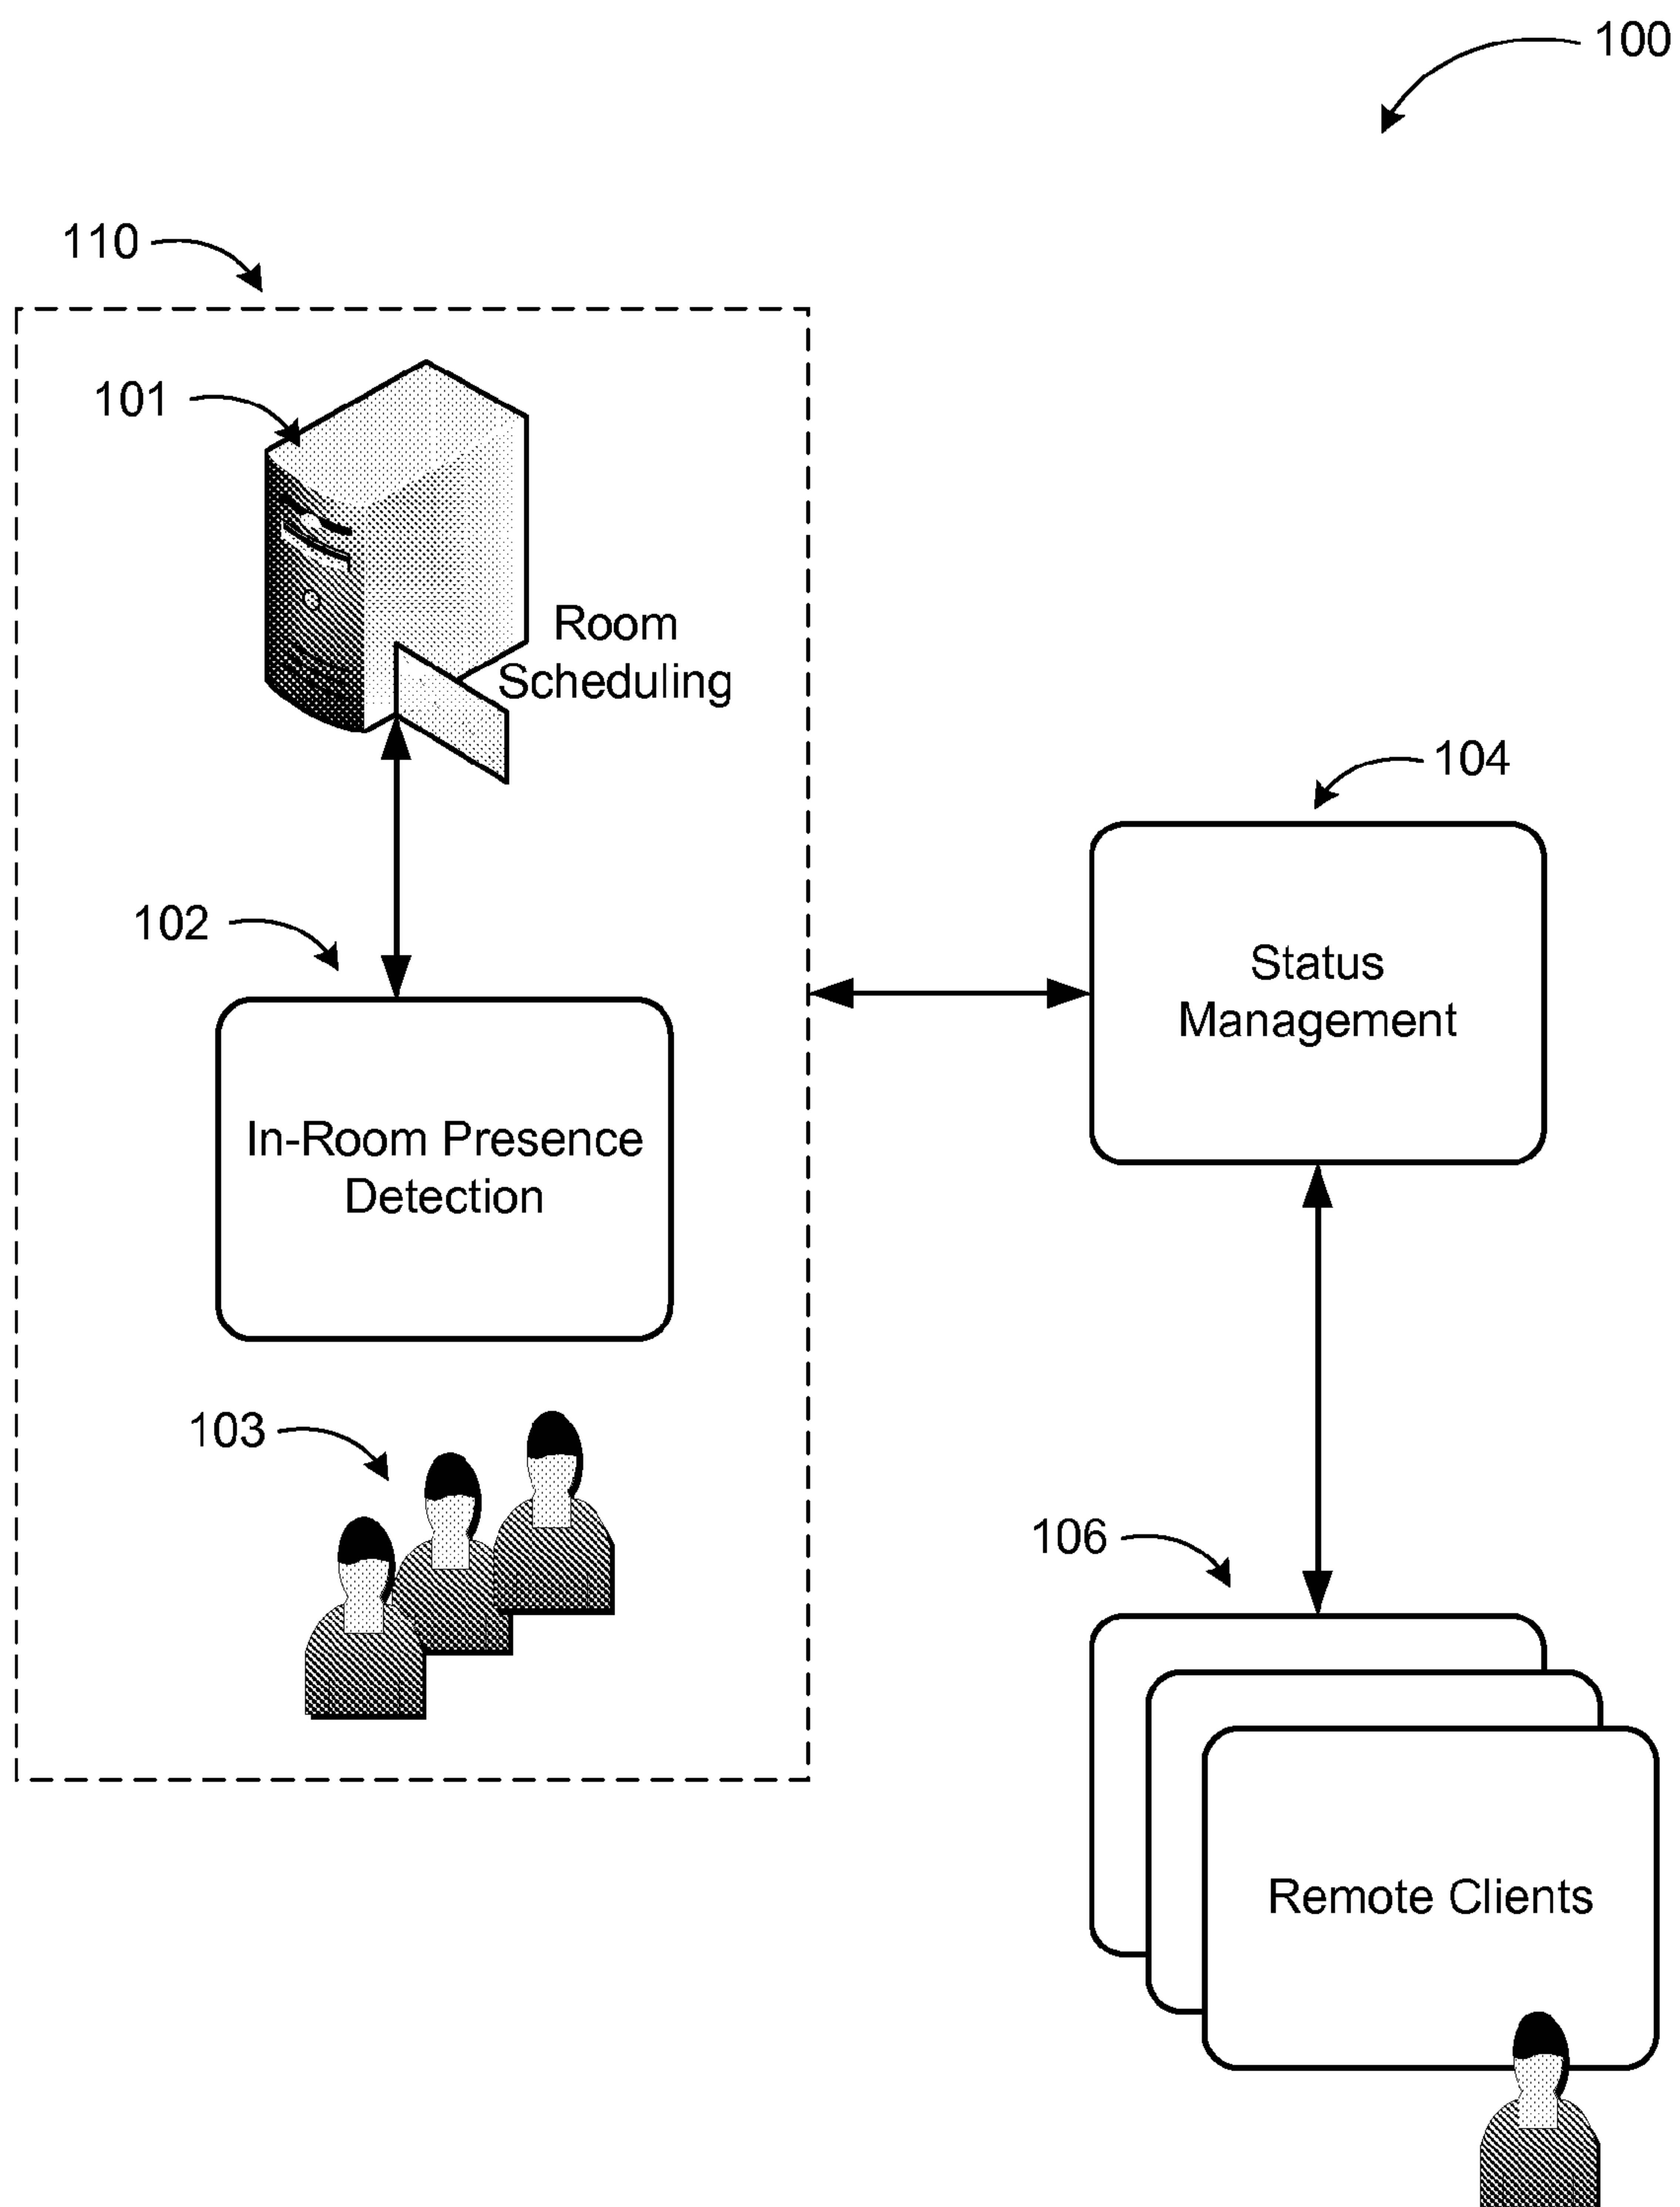 100
110
101
Room
Scheduling
104
102
Status
Management
In-Room Presence
Detection
103
106
Remote Clients